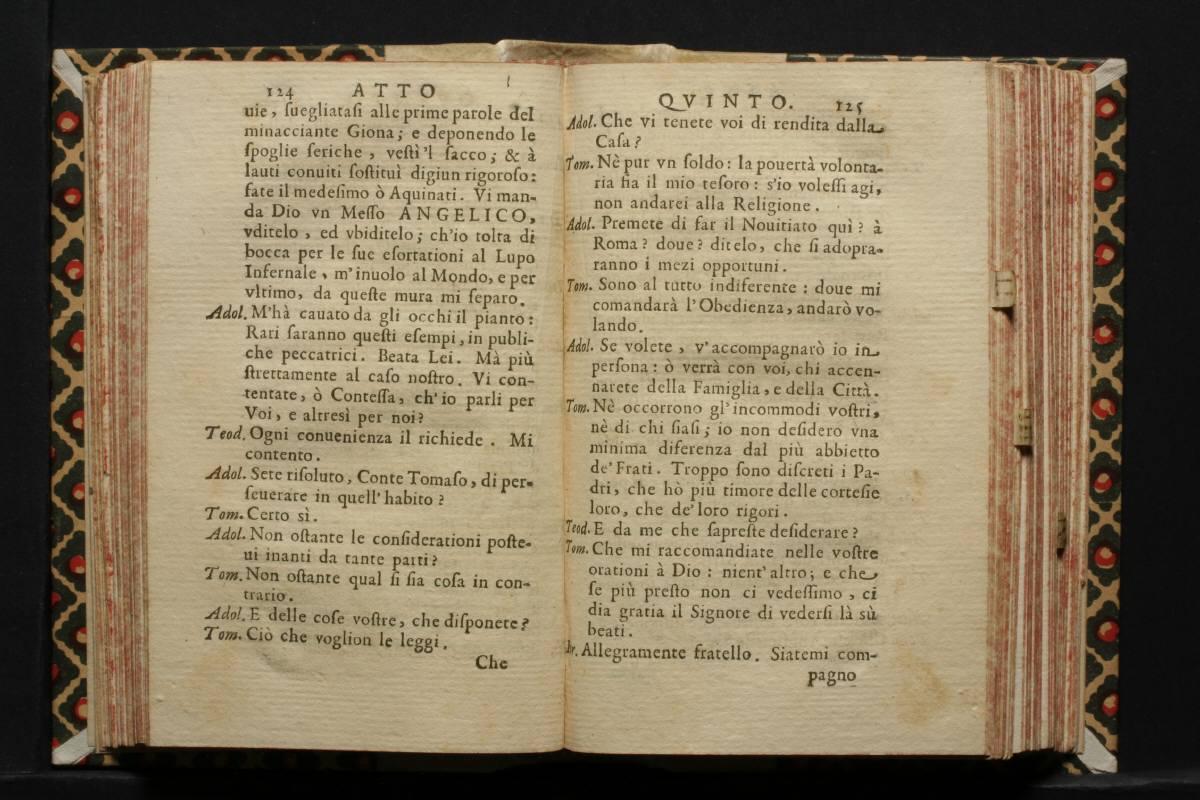 124 ATTO
uie, ſuegliataſi alle prime parole del
minacciante Giona; e deponendo le
ſpoglie ſeriche, veſtì'l ſacco; & à
lauti conuiti ſoſtituì digiun rigoroſo:
fate il medeſimo ò Aquinati. Vi man-
da Dio vn Meſſo ANGELICO,
vditelo, ed vbiditelo; ch'io tolta di
bocca per le ſue eſortationi al Lupo
Infernale, m'inuolo al Mondo, e per
vltimo, da queſte mura mi ſeparo.
Adol. M'hà cauato da gli occhi il pianto:
Rari ſaranno queſti eſempi, in publi-
che peccatrici. Beata Lei. Mà più
ſtrettamente al caſo noſtro. Vi con-
tentate, ò Conteſſa, ch'io parli per
Voi, e altresì per noi?
Teod. Ogni conuenienza il richiede. Mi
contento.
Adol. Sete riſoluto, Conte Tomaſo, di per-
ſeuerare in quell'habito?
Tom. Certo sì.
Adol. Non oſtante le conſiderationi poſte-
ui inanti da tante parti?
Tom. Non oſtante qual ſi ſia coſa in con-
trario.
Adol. E delle coſe voſtre, che diſponete?
Tom. Ciò che voglion le leggi.
Che
QVINTO. 125
Adol. Che vi tenete voi di rendita dalla
Caſa?
Tom. Nè pur vn ſoldo: la pouertà volonta-
ria ſia il mio teſoro: s'io voleſſi agi,
non andarei alla Religione.
Adol. Premete di far il Nouitiato quì? à
Roma? doue? ditelo, che ſi adopra-
ranno i mezi opportuni.
Tom. Sono al tutto indiferente: doue mi
comandarà l'Obedienza, andarò vo-
lando.
Adol. Se volete, v'accompagnarò io in
perſona: ò verrà con voi, chi accen-
narete della Famiglia, e della Città.
Tom. Nè occorrono gl'incommodi voſtri,
nè di chi ſiaſi; io non deſidero vna
minima diferenza dal più abbietto
de'Frati. Troppo ſono diſcreti i Pa-
dri, che hò più timore delle corteſie
loro, che de'loro rigori.
Teod. E da me che ſapreſte deſiderare?
Tom. Che mi raccomandiate nelle voſtre
orationi à Dio: nient'altro; e che
ſe più preſto non ci vedeſſimo, ci
dia gratia il Signore di vederſi là sù
beati.
Allegramente fratello. Siatemi com-
pagno